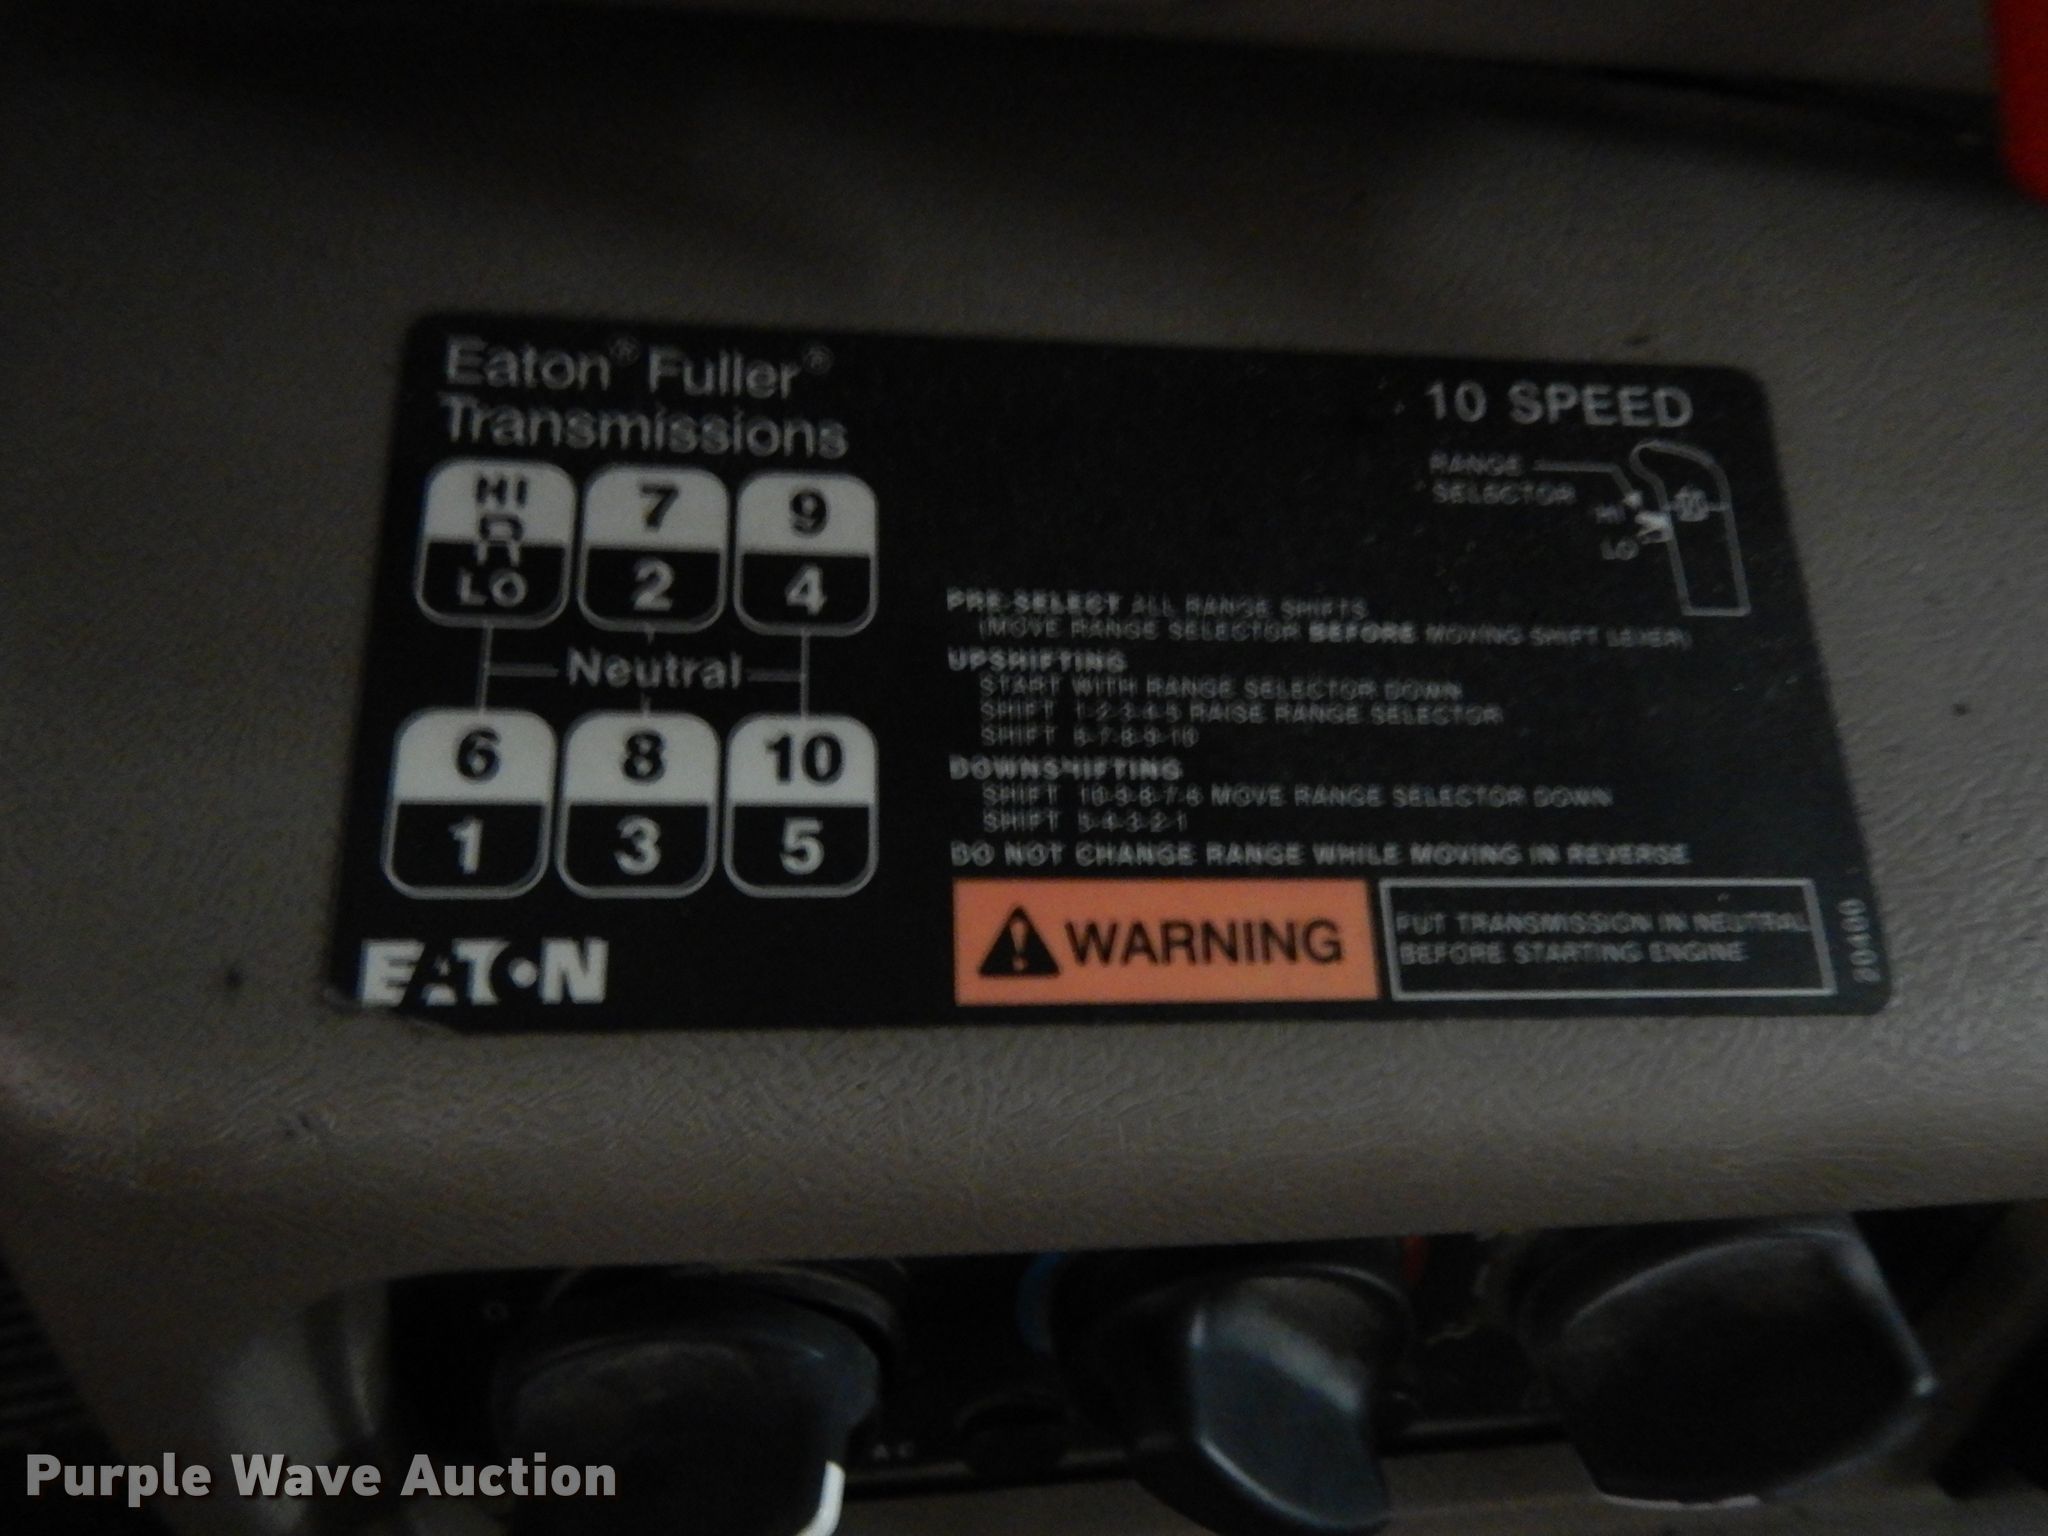 Eaton® Fuller®
Transmissions
10 SPEED
RANGE
SELECTOR
HI
LO
HI
R
LO
7
2
9
4
Neutral
6
1
8
3
10
5
PRE-SELECT ALL RANGE SHIFTS
(MOVE RANGE SELECTOR BEFORE MOVING SHIFT LEVER)
UPSHIFTING
START WITH RANGE SELECTOR DOWN
SHIFT 1-2-3-4-5 RAISE RANGE SELECTOR
SHIFT 6-7-8-9-10
DOWNSHIFTING
SHIFT 10-9-8-7-6 MOVE RANGE SELECTOR DOWN
SHIFT 5-4-3-2-1
DO NOT CHANGE RANGE WHILE MOVING IN REVERSE
WARNING
PUT TRANSMISSION IN NEUTRAL
BEFORE STARTING ENGINE
EATON
A/C
Purple Wave Auction